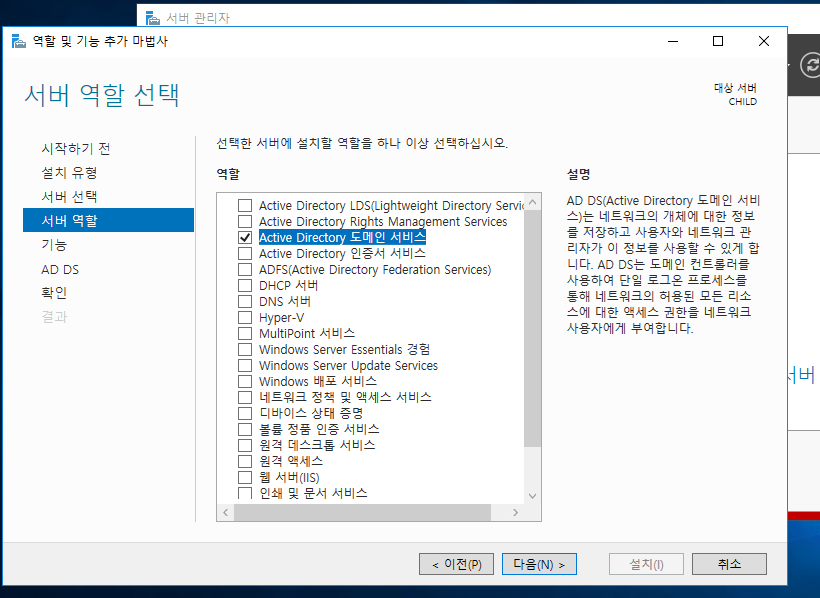 서버 관리자
역할 및 기능 추가 마법사
서버 역할 선택
대상 서버
CHILD
시작하기 전
설치 유형
서버 선택
서버 역할
기능
AD DS
확인
결과
선택한 서버에 설치할 역할을 하나 이상 선택하십시오.
역할
Active Directory LDS(Lightweight Directory Servic
Active Directory Rights Management Services
Active Directory 도메인 서비스
Active Directory 인증서 서비스
ADFS(Active Directory Federation Services)
DHCP 서버
DNS 서버
Hyper-V
MultiPoint 서비스
Windows Server Essentials 경험
Windows Server Update Services
Windows 배포 서비스
네트워크 정책 및 액세스 서비스
디바이스 상태 증명
볼륨 정품 인증 서비스
원격 데스크톱 서비스
원격 액세스
웹 서버(IIS)
인쇄 및 문서 서비스
설명
AD DS(Active Directory 도메인 서비
스)는 네트워크의 개체에 대한 정보
를 저장하고 사용자와 네트워크 관
리자가 이 정보를 사용할 수 있게 합
니다. AD DS는 도메인 컨트롤러를
사용하여 단일 로그온 프로세스를
통해 네트워크의 허용된 모든 리소
스에 대한 액세스 권한을 네트워크
사용자에게 부여합니다.
서버
< 이전(P)
다음(N) >
설치(I)
취소